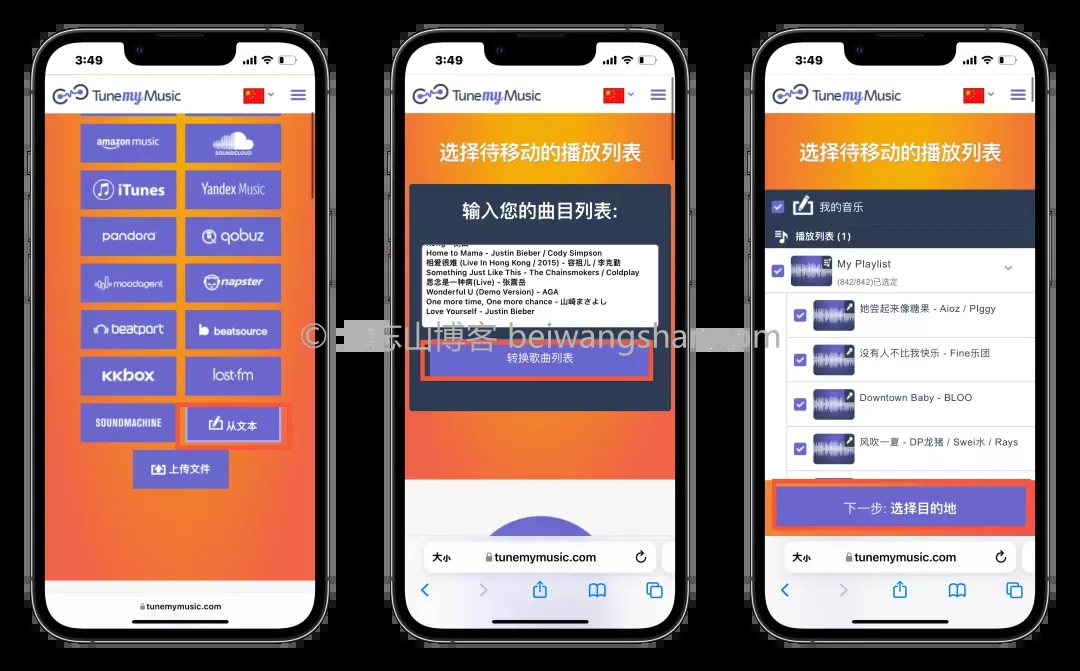 3:49
TuneMyMusic
amazon music
SOUNDCLOUD
iTunes
Yandex Music
pandora
qobuz
moodagent
napster
beatport
beatsource
KKBOX
last.fm
SOUNDMACHINE
从文本
上传文件
tunemymusic.com
3:49
TuneMyMusic
选择待移动的播放列表
输入您的曲目列表:
Home to Mama - Justin Bieber / Cody Simpson
相爱很难 (Live In Hong Kong / 2015) - 容祖儿 / 李克勤
Something Just Like This - The Chainsmokers / Coldplay
思念是一种病(Live) - 张震岳
Wonderful U (Demo Version) - AGA
One more time, One more chance - 山崎まさよし
Love Yourself - Justin Bieber
转换歌曲列表
大小
tunemymusic.com
3:49
TuneMyMusic
选择待移动的播放列表
我的音乐
播放列表 (1)
My Playlist
(842/842)已选定
她尝起来像糖果 - Aioz / PIggy
没有人不比我快乐 - Fine乐团
Downtown Baby - BLOO
风吹一夏 - DP龙猪 / Swei水 / Rays
下一步: 选择目的地
大小
tunemymusic.com
© 忘山博客 beiwangshan.com